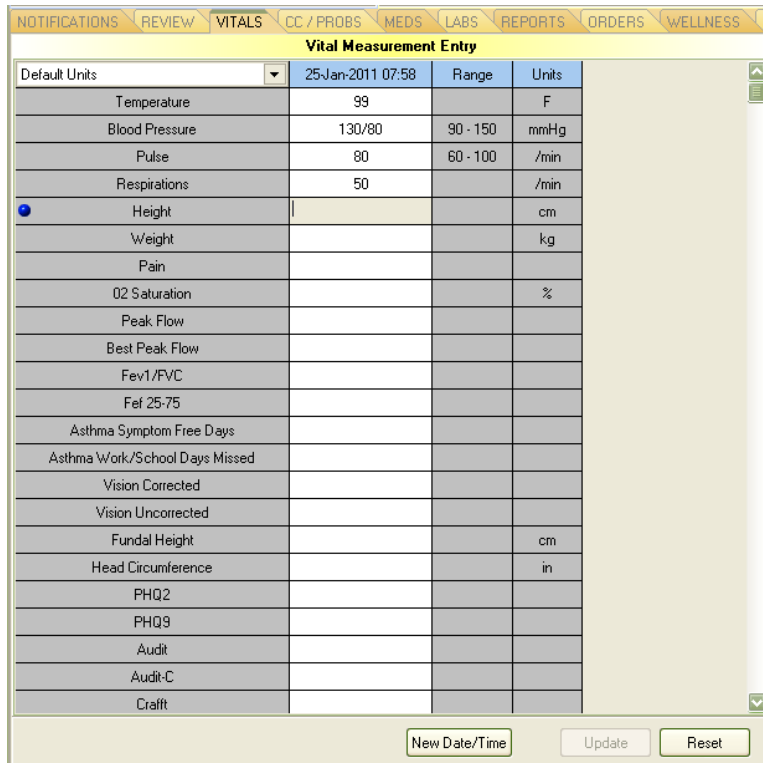 NOTIFICATIONS REVIEW VITALS CC / PROBS MEDS LABS REPORTS ORDERS WELLNESS
Vital Measurement Entry
Default Units 25-Jan-2011 07:58 Range Units
Temperature 99 F
Blood Pressure 130/80 90 - 150 mmHg
Pulse 80 60 - 100 /min
Respirations 50 /min
Height cm
Weight kg
Pain
02 Saturation %
Peak Flow
Best Peak Flow
Fev1/FVC
Fef 25-75
Asthma Symptom Free Days
Asthma Work/School Days Missed
Vision Corrected
Vision Uncorrected
Fundal Height cm
Head Circumference in
PHQ2
PHQ9
Audit
Audit-C
Crafft
New Date/Time Update Reset